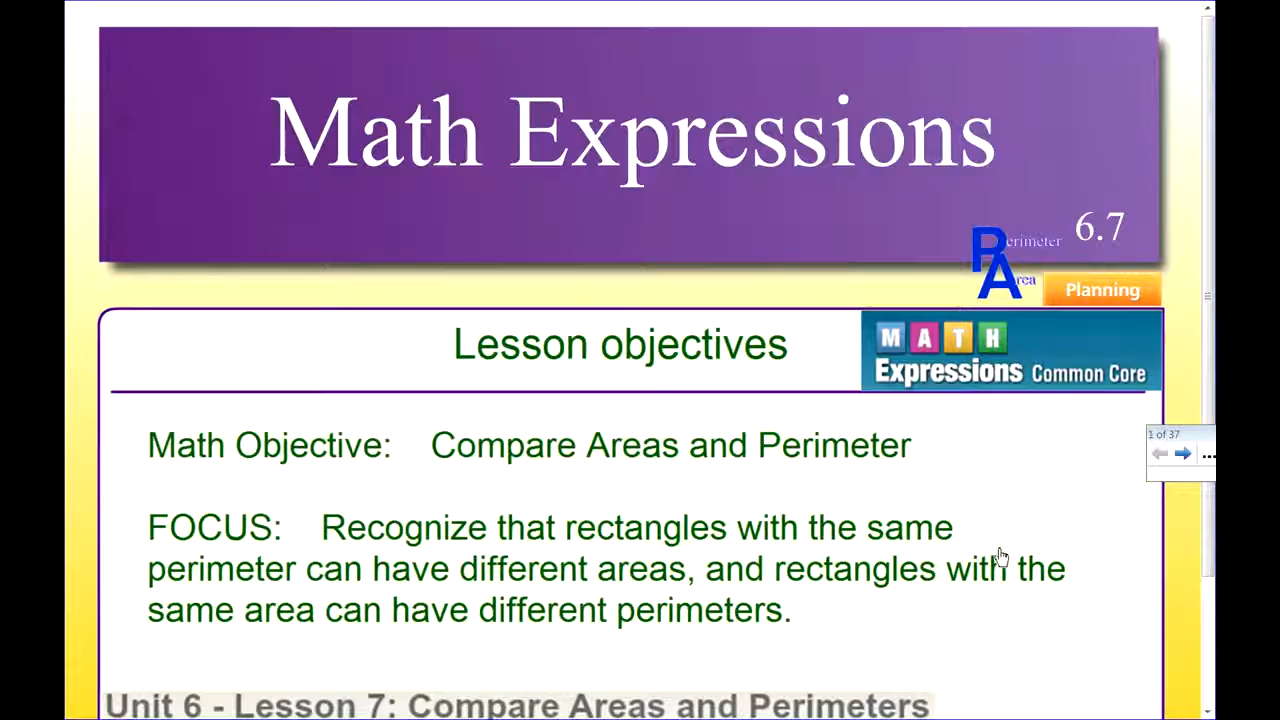 Math Expressions
6.7
Perimeter
Area
Planning
Lesson objectives
MATH
Expressions Common Core
Math Objective: Compare Areas and Perimeter
1 of 37
...
FOCUS: Recognize that rectangles with the same
perimeter can have different areas, and rectangles with the
same area can have different perimeters.
Unit 6 - Lesson 7: Compare Areas and Perimeters